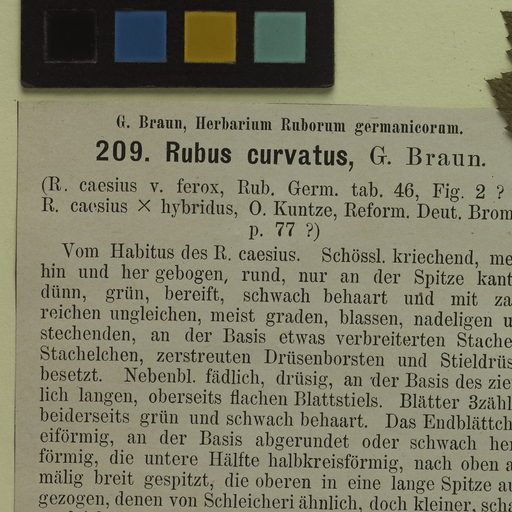 G. Braun, Herbarium Ruborum germanicorum.
209. Rubus curvatus, G. Braun.
(R. caesius v. ferox, Rub. Germ. tab. 46, Fig. 2 ?
R. caesius × hybridus, O. Kuntze, Reform. Deut. Brom
p. 77 ?)
Vom Habitus des R. caesius. Schössl. kriechend, me
hin und her gebogen, rund, nur an der Spitze kant
dünn, grün, bereift, schwach behaart und mit za
reichen ungleichen, meist graden, blassen, nadeligen u
stechenden, an der Basis etwas verbreiterten Stache
Stachelchen, zerstreuten Drüsenborsten und Stieldrüs
besetzt. Nebenbl. fädlich, drüsig, an der Basis des zie
lich langen, oberseits flachen Blattstiels. Blätter 3zähl
beiderseits grün und schwach behaart. Das Endblättch
eiförmig, an der Basis abgerundet oder schwach her
förmig, die untere Hälfte halbkreisförmig, nach oben a
mälig breit gespitzt, die oberen in eine lange Spitze au
gezogen, denen von Schleicheri ähnlich, doch kleiner, scha